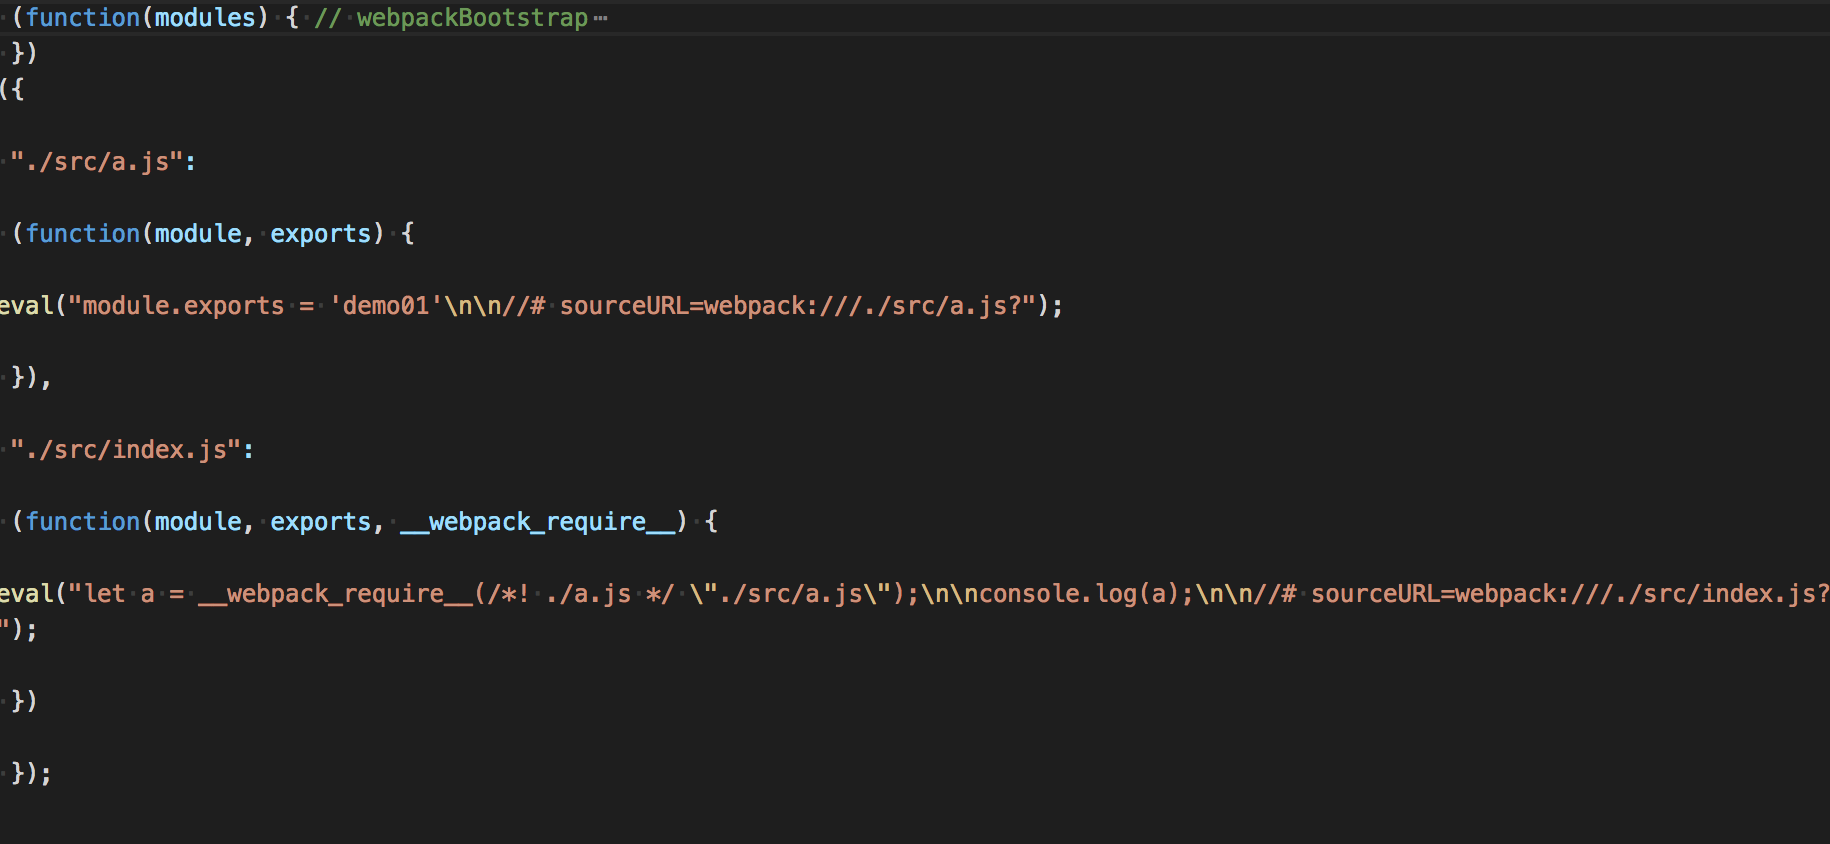 (function(modules) { // webpackBootstrap⋯
})
({
"./src/a.js":
(function(module, exports) {
eval("module.exports = 'demo01'\n\n//# sourceURL=webpack:///./src/a.js?");
}),
"./src/index.js":
(function(module, exports, __webpack_require__) {
eval("let a = __webpack_require__(/*! ./a.js */ \"./src/a.js\");\n\nconsole.log(a);\n\n//# sourceURL=webpack:///./src/index.js?
");
})
});